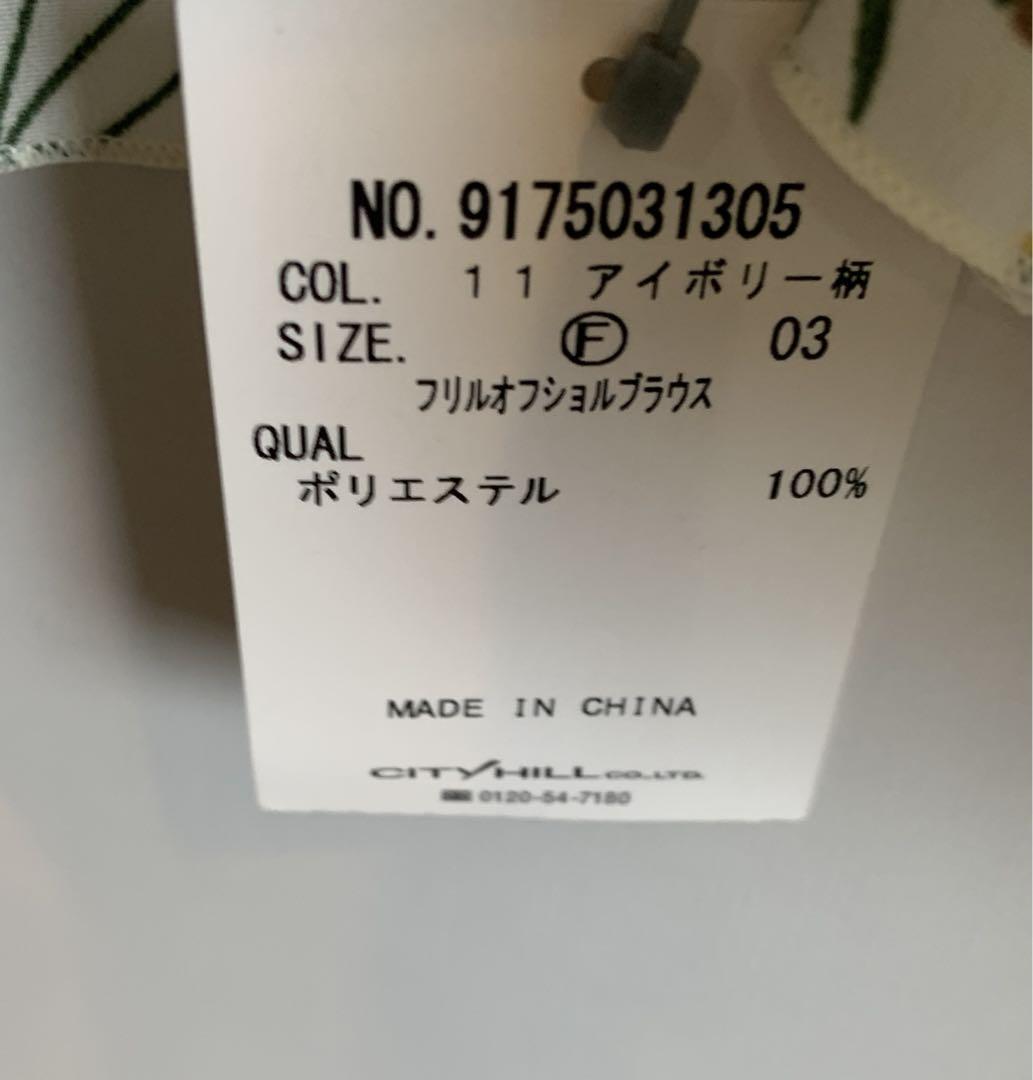 NO. 9175031305
COL. 11 アイボリー柄
SIZE. Ⓕ 03
フリルオフショルブラウス
QUAL
ポリエステル 100%
MADE IN CHINA
CITY HILL CO.,LTD.
0120-54-7180